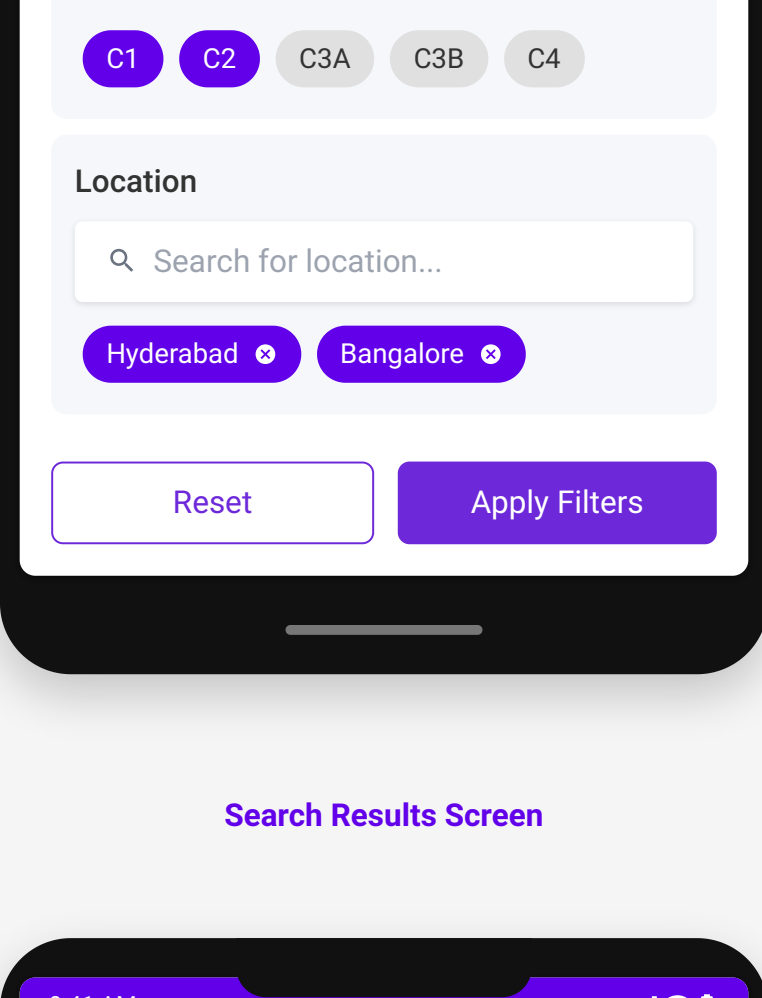 C1 C2 C3A C3B C4
Location
Search for location...
Hyderabad Bangalore
Reset Apply Filters
Search Results Screen